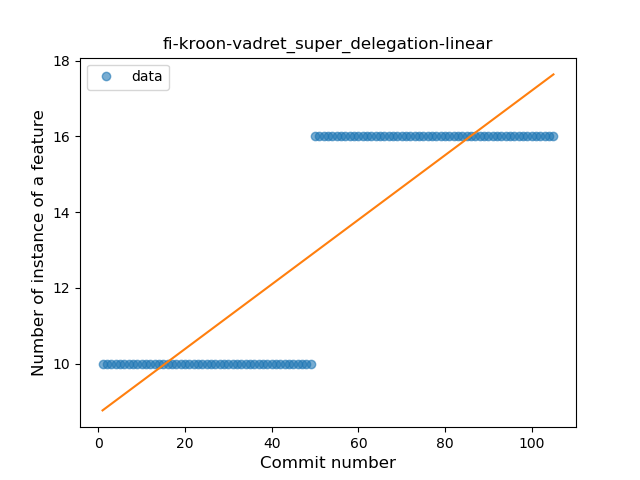 fi-kroon-vadret_super_delegation-linear
data
Number of instance of a feature
18
16
14
12
10
0 20 40 60 80 100
Commit number